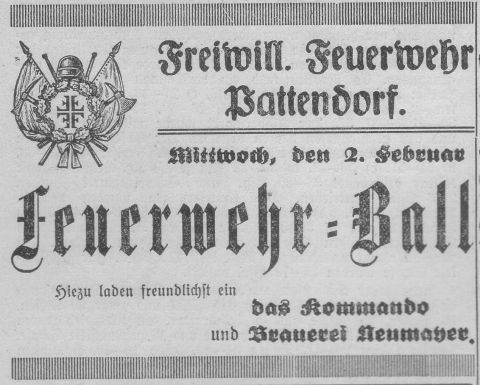 Freiwill. Feuerwehr
Pattendorf.
Mittwoch, den 2. Februar
Feuerwehr-Ball
Hiezu laden freundlichst ein
das Kommando
und Brauerei Neumayer.